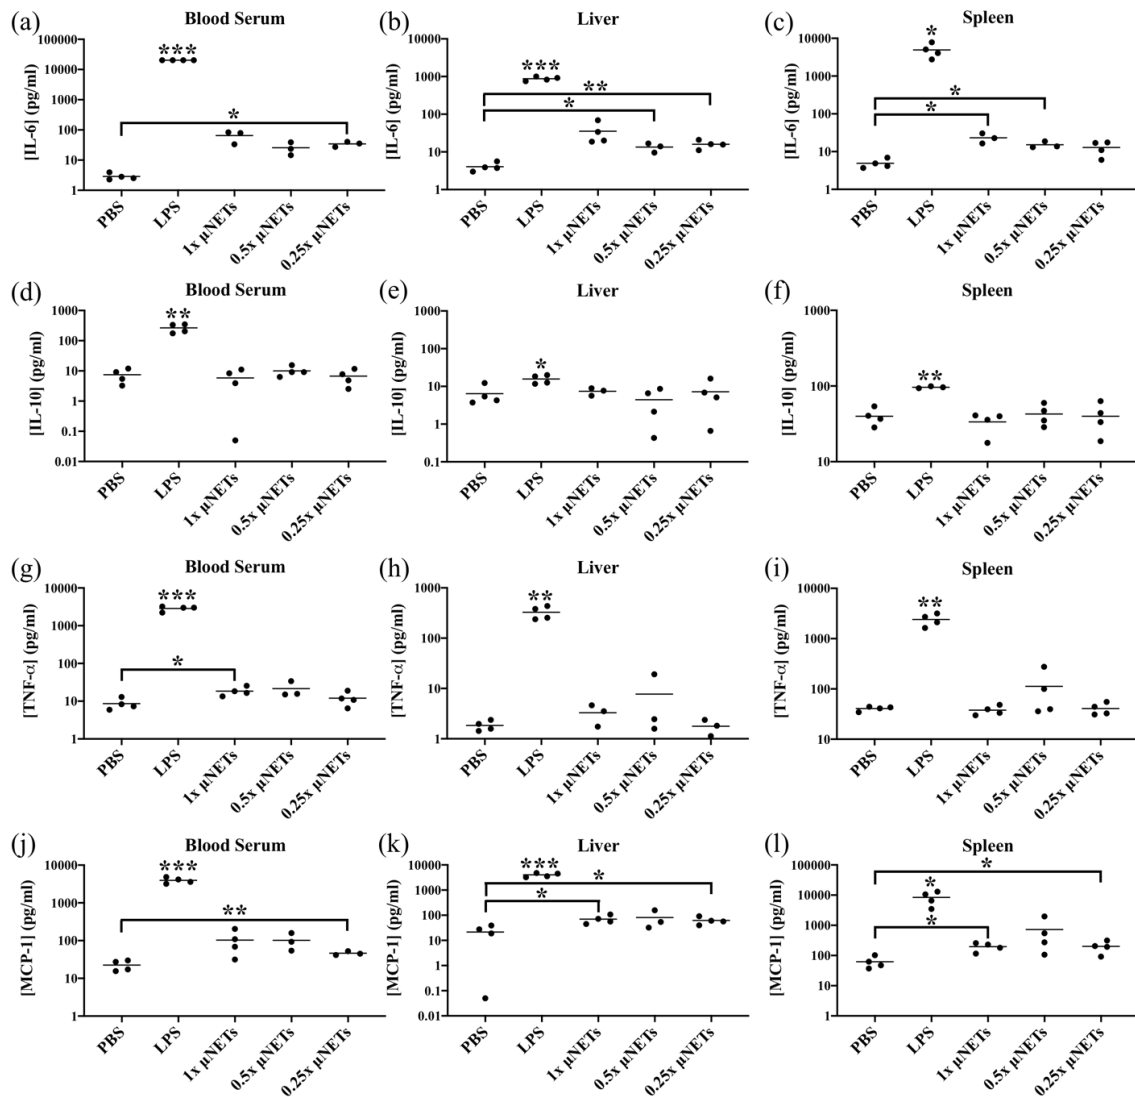 (a) Blood Serum
[IL-6] (pg/ml)
100000
10000
1000
100
10
1
***
*
PBS
LPS
1x µNETs
0.5x µNETs
0.25x µNETs
(b) Liver
[IL-6] (pg/ml)
10000
1000
100
10
1
***
**
*
PBS
LPS
1x µNETs
0.5x µNETs
0.25x µNETs
(c) Spleen
[IL-6] (pg/ml)
100000
10000
1000
100
10
1
*
*
*
PBS
LPS
1x µNETs
0.5x µNETs
0.25x µNETs
(d) Blood Serum
[IL-10] (pg/ml)
1000
100
10
1
0.1
0.01
**
PBS
LPS
1x µNETs
0.5x µNETs
0.25x µNETs
(e) Liver
[IL-10] (pg/ml)
1000
100
10
1
0.1
*
PBS
LPS
1x µNETs
0.5x µNETs
0.25x µNETs
(f) Spleen
[IL-10] (pg/ml)
1000
100
10
**
PBS
LPS
1x µNETs
0.5x µNETs
0.25x µNETs
(g) Blood Serum
[TNF-α] (pg/ml)
10000
1000
100
10
1
***
*
PBS
LPS
1x µNETs
0.5x µNETs
0.25x µNETs
(h) Liver
[TNF-α] (pg/ml)
1000
100
10
1
**
PBS
LPS
1x µNETs
0.5x µNETs
0.25x µNETs
(i) Spleen
[TNF-α] (pg/ml)
10000
1000
100
10
**
PBS
LPS
1x µNETs
0.5x µNETs
0.25x µNETs
(j) Blood Serum
[MCP-1] (pg/ml)
10000
1000
100
10
1
***
**
PBS
LPS
1x µNETs
0.5x µNETs
0.25x µNETs
(k) Liver
[MCP-1] (pg/ml)
10000
1000
100
10
1
0.1
0.01
***
*
*
PBS
LPS
1x µNETs
0.5x µNETs
0.25x µNETs
(l) Spleen
[MCP-1] (pg/ml)
100000
10000
1000
100
10
1
*
*
*
PBS
LPS
1x µNETs
0.5x µNETs
0.25x µNETs